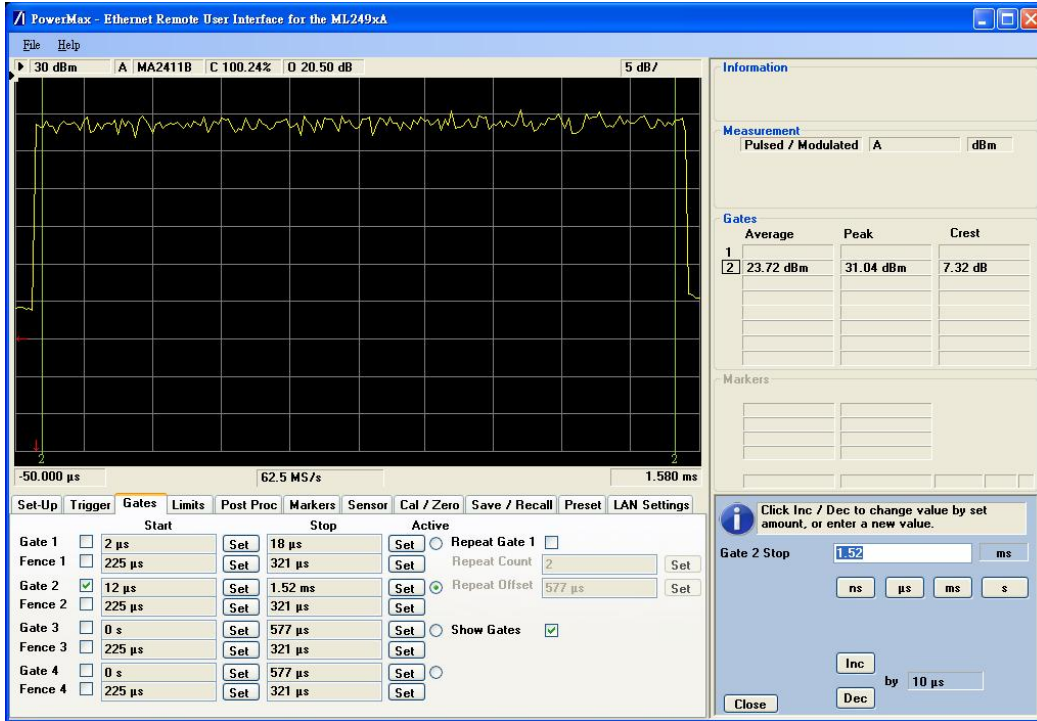 PowerMax - Ethernet Remote User Interface for the ML249xA
File Help
30 dBm A MA2411B C 100.24% O 20.50 dB 5 dB/
2 2
-50.000 µs 62.5 MS/s 1.580 ms
Set-Up Trigger Gates Limits Post Proc Markers Sensor Cal / Zero Save / Recall Preset LAN Settings
Start Stop Active
Gate 1 2 µs Set 18 µs Set Repeat Gate 1
Fence 1 225 µs Set 321 µs Set Repeat Count 2 Set
Gate 2 12 µs Set 1.52 ms Set Repeat Offset 577 µs Set
Fence 2 225 µs Set 321 µs Set
Gate 3 0 s Set 577 µs Set Show Gates
Fence 3 225 µs Set 321 µs Set
Gate 4 0 s Set 577 µs Set
Fence 4 225 µs Set 321 µs Set
Information
Measurement
Pulsed / Modulated A dBm
Gates
Average Peak Crest
1
2 23.72 dBm 31.04 dBm 7.32 dB
Markers
Click Inc / Dec to change value by set
amount, or enter a new value.
Gate 2 Stop 1.52 ms
ns µs ms s
Inc
by 10 µs
Dec
Close